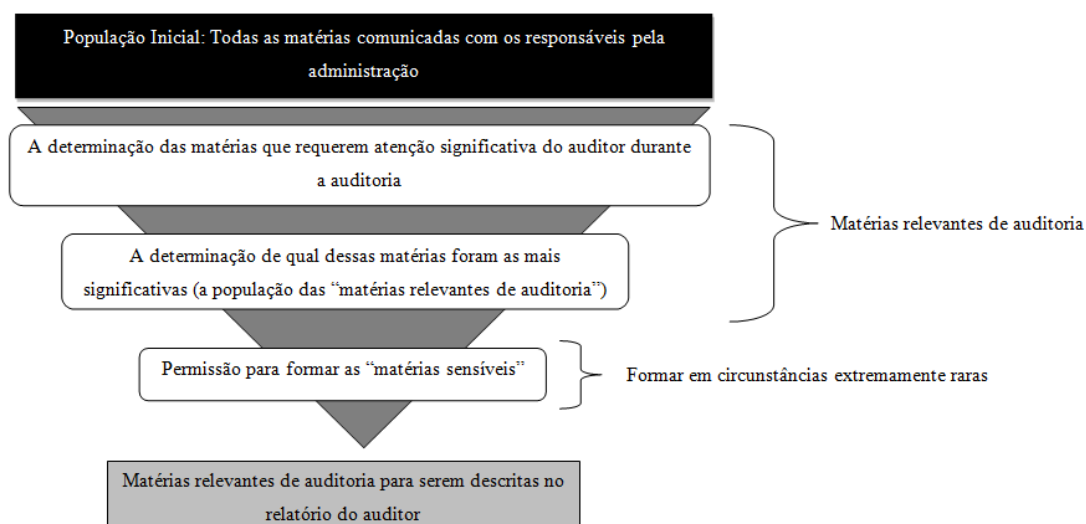 População Inicial: Todas as matérias comunicadas com os responsáveis pela
administração
A determinação das matérias que requerem atenção significativa do auditor durante
a auditoria
Matérias relevantes de auditoria
A determinação de qual dessas matérias foram as mais
significativas (a população das “matérias relevantes de auditoria”)
Permissão para formar as “matérias sensíveis”
Formar em circunstâncias extremamente raras
Matérias relevantes de auditoria para serem descritas no
relatório do auditor